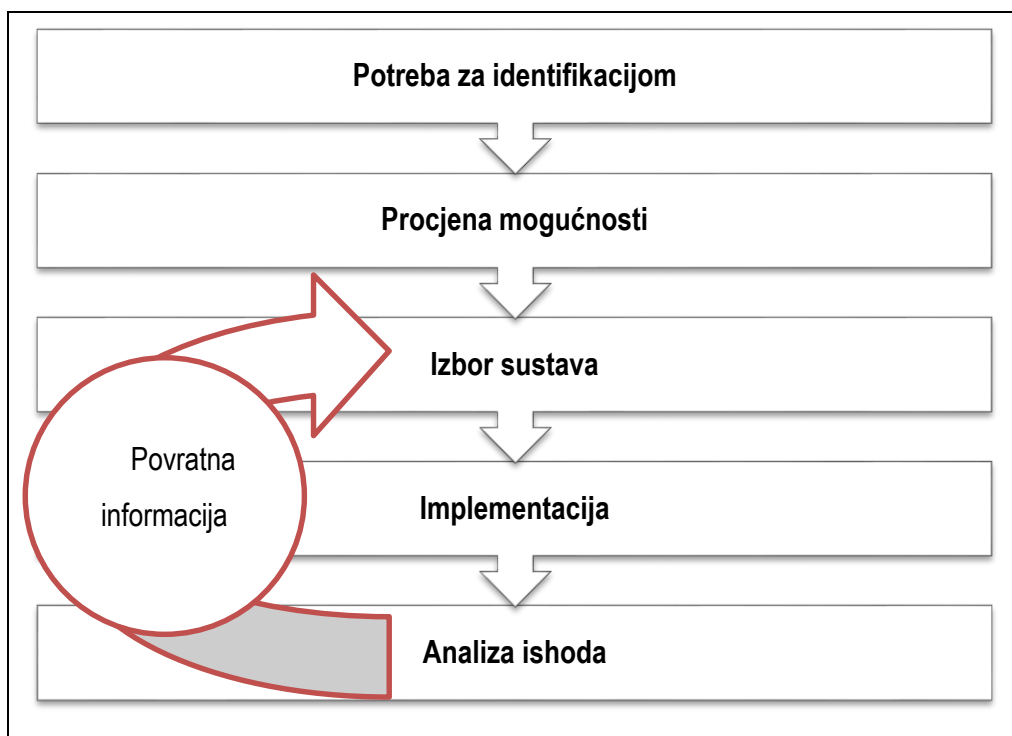 Potreba za identifikacijom
Procjena mogućnosti
Izbor sustava
Povratna
informacija
Implementacija
Analiza ishoda